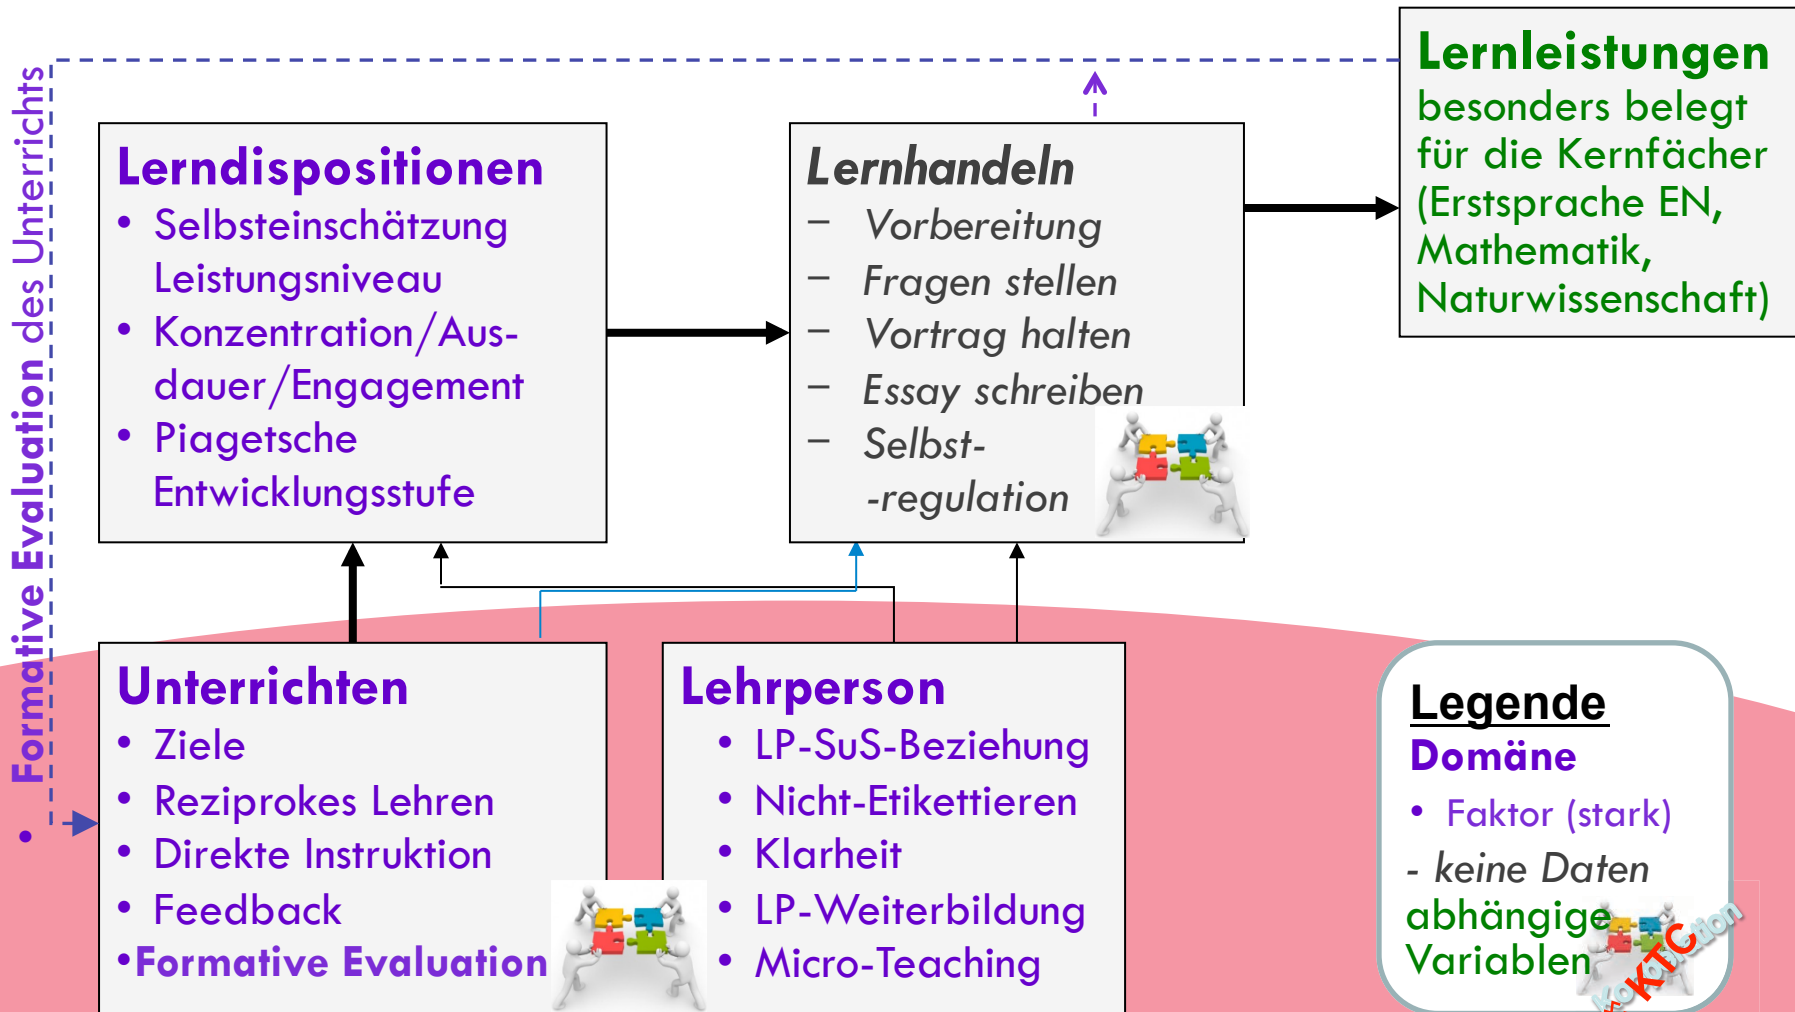 • Formative Evaluation des Unterrichts
Lerndispositionen
• Selbsteinschätzung
Leistungsniveau
• Konzentration/Aus-
dauer/Engagement
• Piagetsche
Entwicklungsstufe
Lernhandeln
– Vorbereitung
– Fragen stellen
– Vortrag halten
– Essay schreiben
– Selbst-
-regulation
Lernleistungen
besonders belegt
für die Kernfächer
(Erstsprache EN,
Mathematik,
Naturwissenschaft)
Unterrichten
• Ziele
• Reziprokes Lehren
• Direkte Instruktion
• Feedback
•Formative Evaluation
Lehrperson
• LP-SuS-Beziehung
• Nicht-Etikettieren
• Klarheit
• LP-Weiterbildung
• Micro-Teaching
Legende
Domäne
• Faktor (stark)
- keine Daten
abhängige
Variablen
KTC